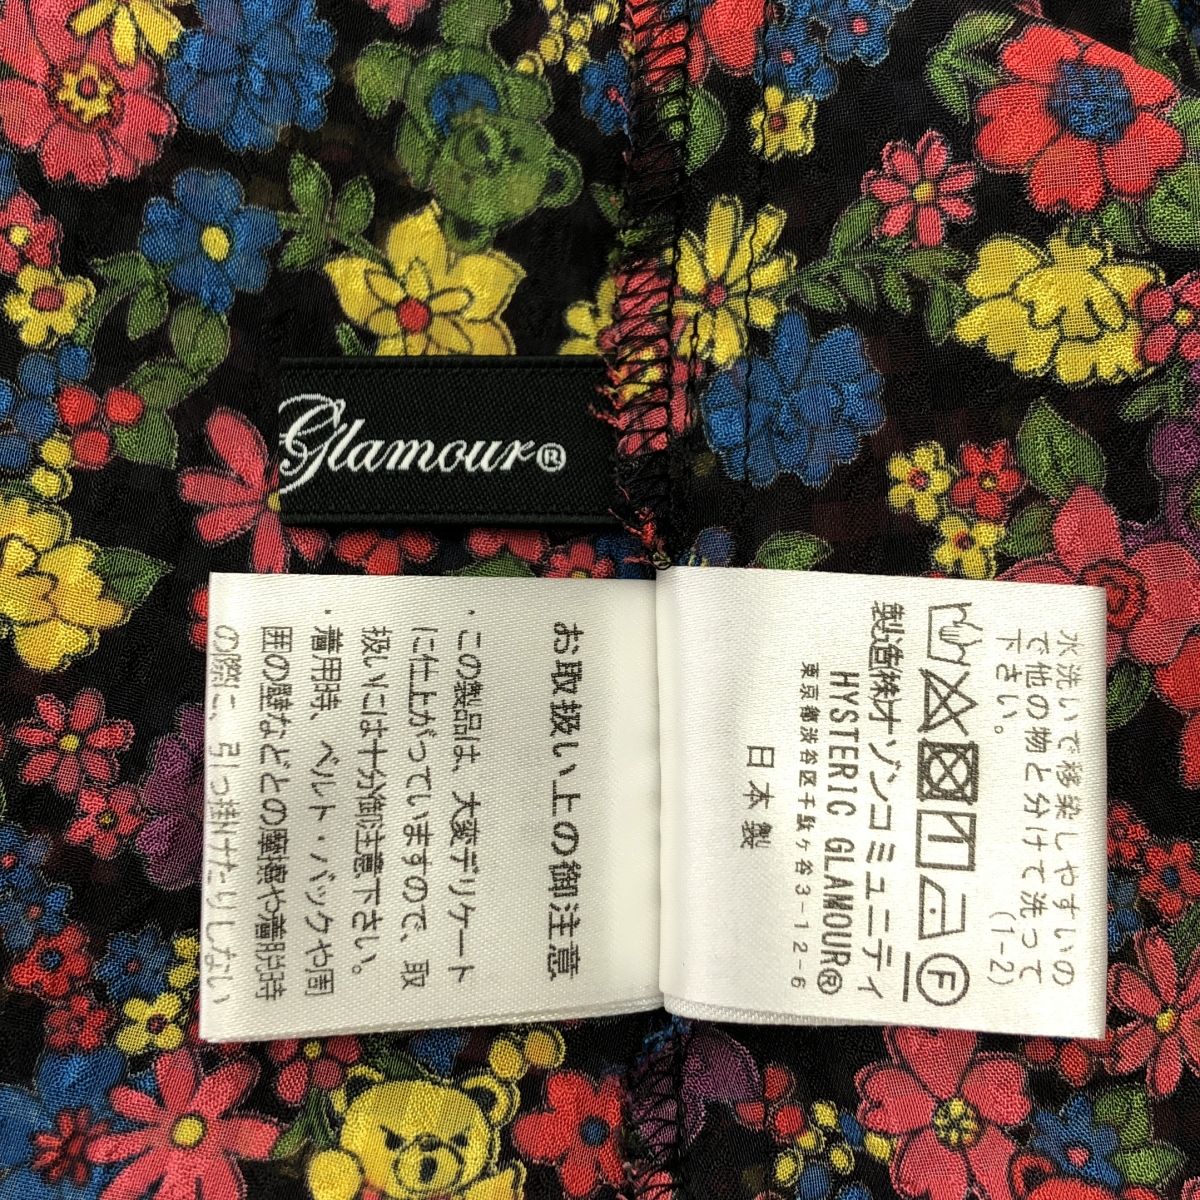 Glamour®
お取扱い上の御注意
・この製品は、大変デリケート
に仕上がっていますので、取
扱いには十分御注意下さい。
・着用時、ベルト・バックや周
囲の壁などとの摩擦や着脱時
の際に、引っ掛けたりしない
水洗いで移染しやすいの
で他の物と分けて洗って
下さい。
(1-2)
F
製造㈱オゾンコミュニティ
HYSTERIC GLAMOUR®
東京都渋谷区千駄ヶ谷3-12-6
日本製